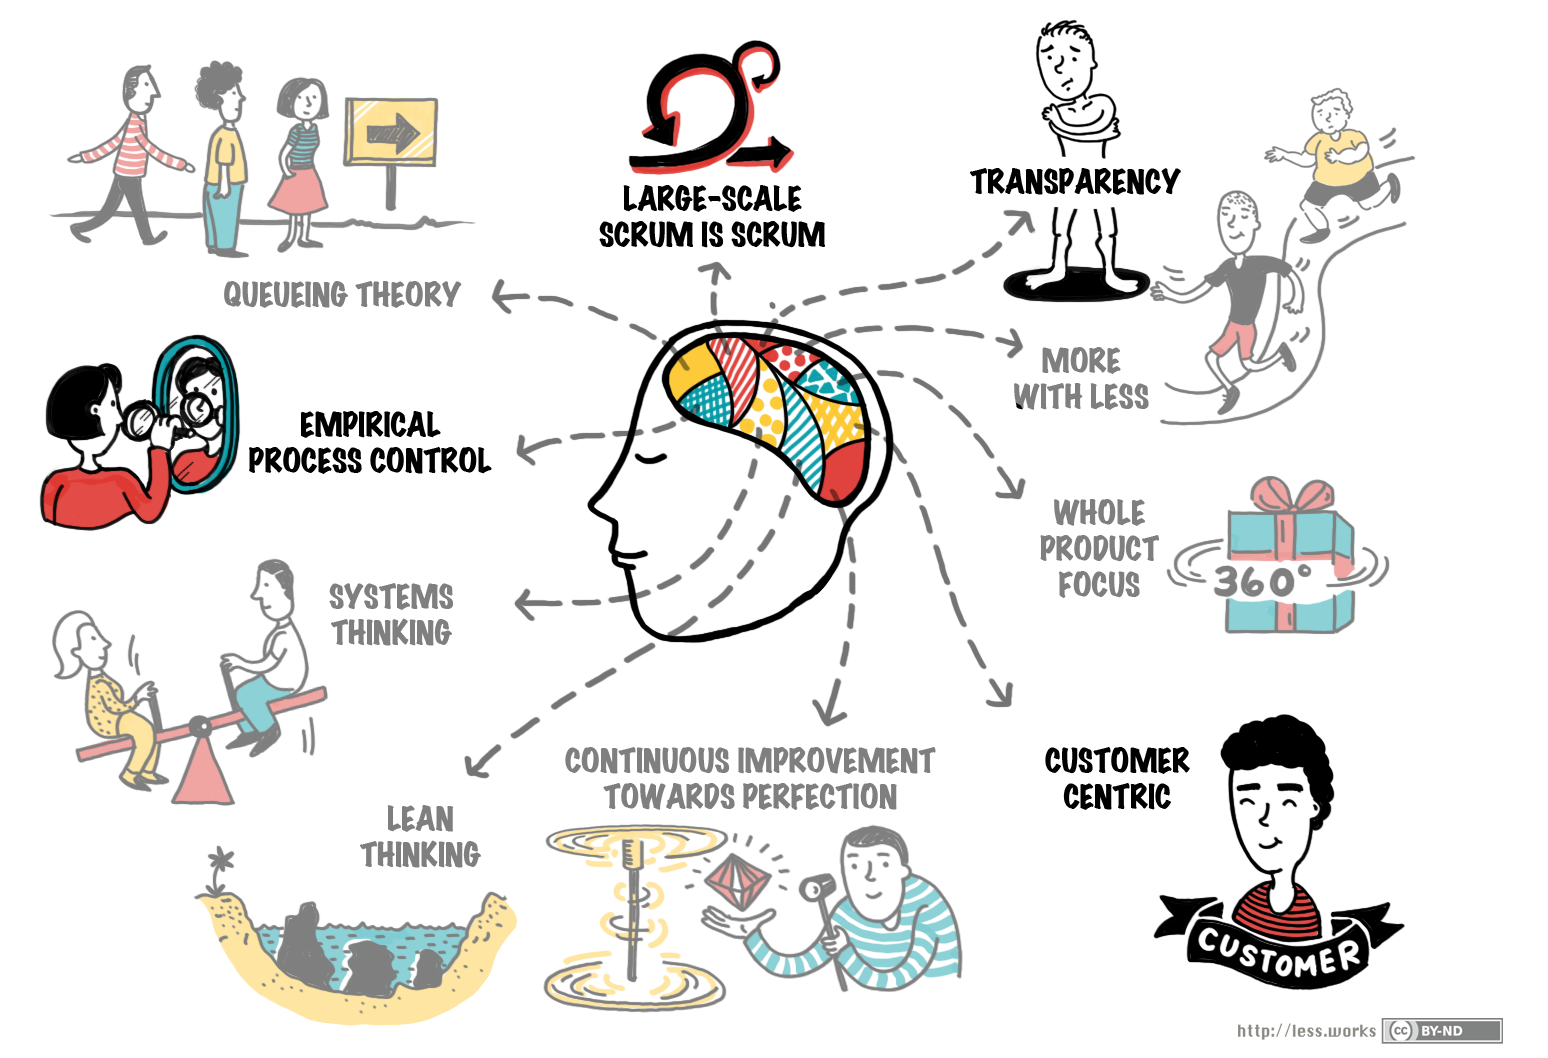 LARGE-SCALE
SCRUM IS SCRUM
TRANSPARENCY
QUEUEING THEORY
MORE
WITH LESS
EMPIRICAL
PROCESS CONTROL
WHOLE
PRODUCT
FOCUS
360°
SYSTEMS
THINKING
CONTINUOUS IMPROVEMENT
TOWARDS PERFECTION
CUSTOMER
CENTRIC
LEAN
THINKING
CUSTOMER
http://less.works
cc BY-ND